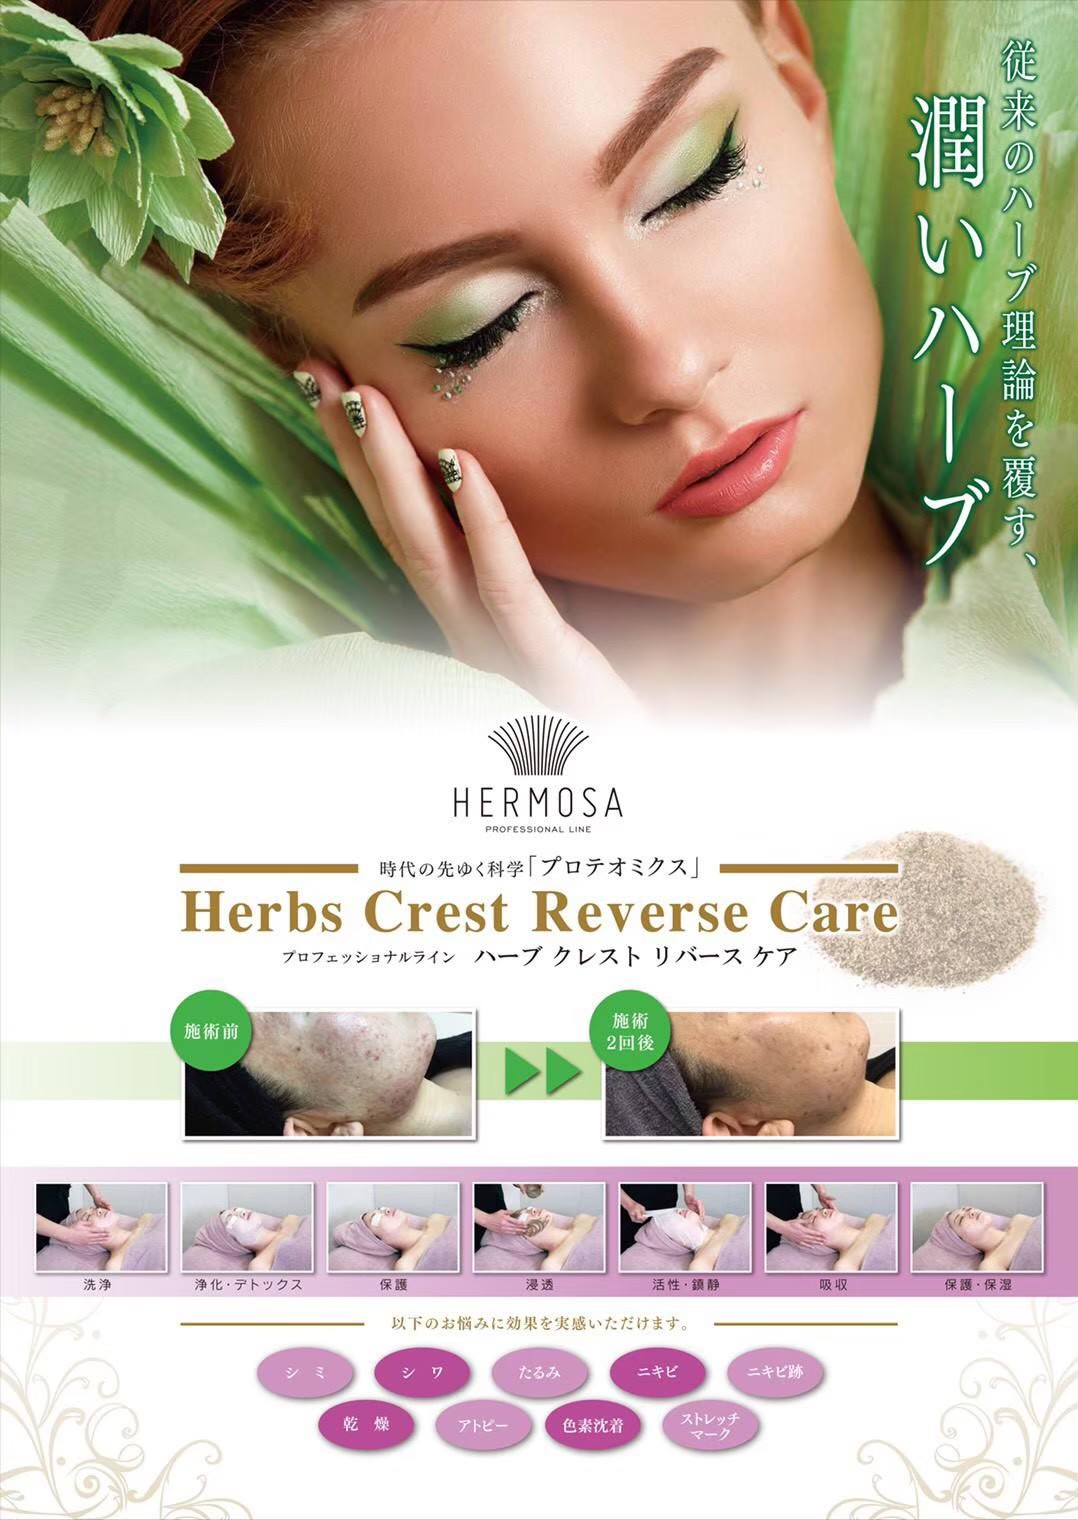 従来のハーブ理論を覆す、
潤いハーブ
HERMOSA
PROFESSIONAL LINE
時代の先ゆく科学「プロテオミクス」
Herbs Crest Reverse Care
プロフェッショナルライン ハーブ クレスト リバース ケア
施術前
施術
2回後
洗浄
浄化・デトックス
保護
浸透
活性・鎮静
吸収
保護・保湿
以下のお悩みに効果を実感いただけます。
シミ
シワ
たるみ
ニキビ
ニキビ跡
乾燥
アトピー
色素沈着
ストレッチ
マーク